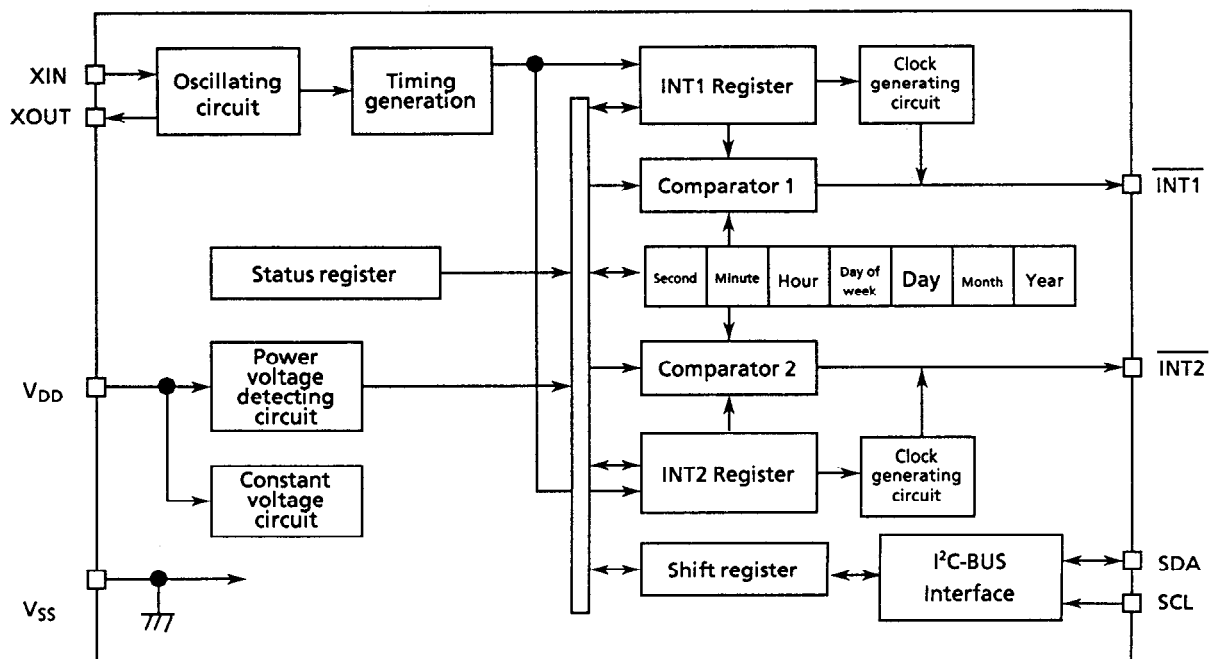 XIN
XOUT
Oscillating
circuit
Timing
generation
INT1 Register
Clock
generating
circuit
Comparator 1
INT1
Status register
Second
Minute
Hour
Day of
week
Day
Month
Year
Comparator 2
INT2
VDD
Power
voltage
detecting
circuit
INT2 Register
Clock
generating
circuit
Constant
voltage
circuit
Shift register
I²C-BUS
Interface
SDA
SCL
VSS